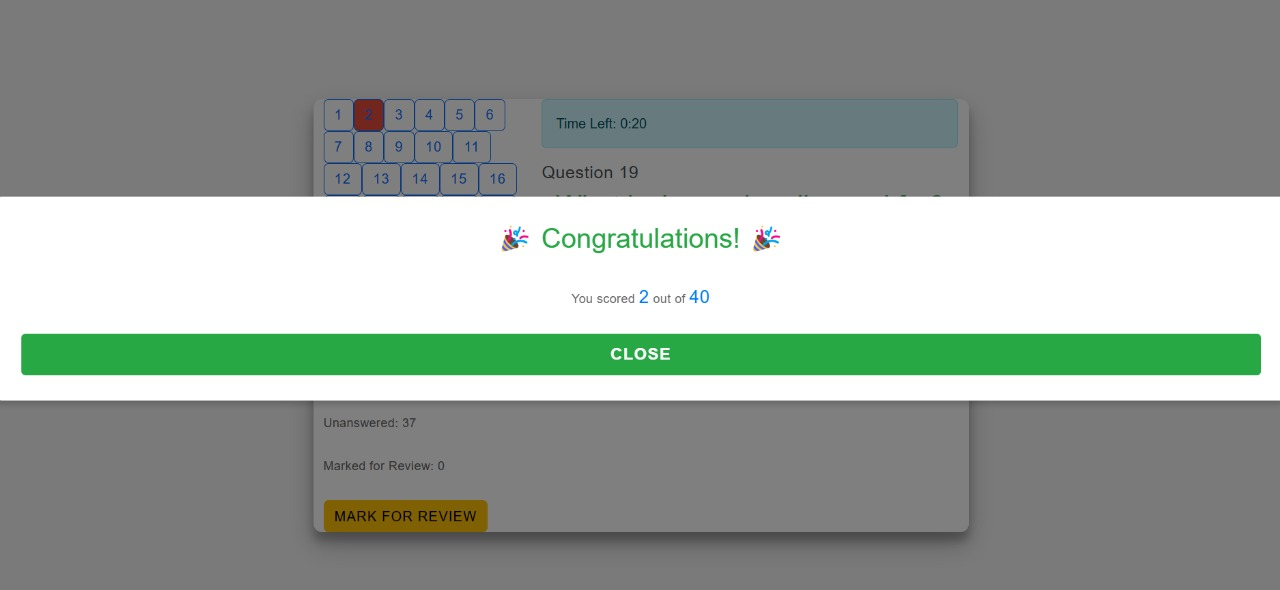 1 2 3 4 5 6
7 8 9 10 11
12 13 14 15 16
Time Left: 0:20
Question 19
🎉 Congratulations! 🎉
You scored 2 out of 40
CLOSE
Unanswered: 37
Marked for Review: 0
MARK FOR REVIEW